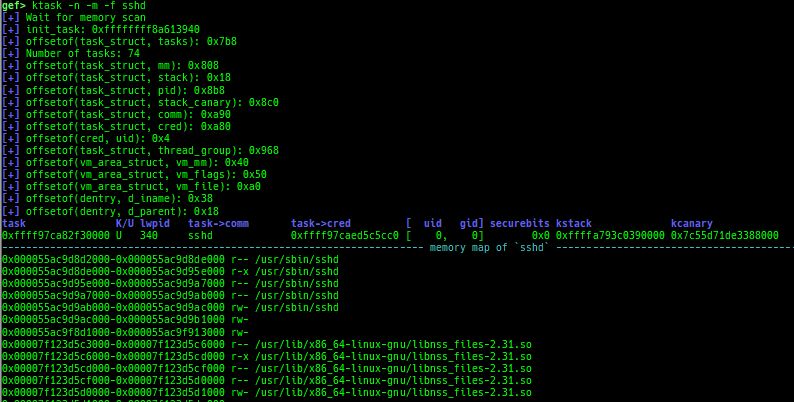 gef> ktask -n -m -f sshd
[+] Wait for memory scan
[+] init_task: 0xffffffff8a613940
[+] offsetof(task_struct, tasks): 0x7b8
[+] Number of tasks: 74
[+] offsetof(task_struct, mm): 0x808
[+] offsetof(task_struct, stack): 0x18
[+] offsetof(task_struct, pid): 0x8b8
[+] offsetof(task_struct, stack_canary): 0x8c0
[+] offsetof(task_struct, comm): 0xa90
[+] offsetof(task_struct, cred): 0xa80
[+] offsetof(cred, uid): 0x4
[+] offsetof(task_struct, thread_group): 0x968
[+] offsetof(vm_area_struct, vm_mm): 0x40
[+] offsetof(vm_area_struct, vm_flags): 0x50
[+] offsetof(vm_area_struct, vm_file): 0xa0
[+] offsetof(dentry, d_iname): 0x38
[+] offsetof(dentry, d_parent): 0x18
task K/U lwpid task->comm task->cred [ uid gid] securebits kstack kcanary
0xffff97ca82f30000 U 340 sshd 0xffff97caed5c5cc0 [ 0, 0] 0x0 0xffffa793c0390000 0x7c55d71de3388000
memory map of `sshd`
0x000055ac9d8d2000-0x000055ac9d8de000 r-- /usr/sbin/sshd
0x000055ac9d8de000-0x000055ac9d95e000 r-x /usr/sbin/sshd
0x000055ac9d95e000-0x000055ac9d9a7000 r-- /usr/sbin/sshd
0x000055ac9d9a7000-0x000055ac9d9ab000 r-- /usr/sbin/sshd
0x000055ac9d9ab000-0x000055ac9d9ac000 rw- /usr/sbin/sshd
0x000055ac9d9ac000-0x000055ac9d9b1000 rw-
0x000055ac9f8d1000-0x000055ac9f913000 rw-
0x00007f123d5c3000-0x00007f123d5c6000 r-- /usr/lib/x86_64-linux-gnu/libnss_files-2.31.so
0x00007f123d5c6000-0x00007f123d5cd000 r-x /usr/lib/x86_64-linux-gnu/libnss_files-2.31.so
0x00007f123d5cd000-0x00007f123d5cf000 r-- /usr/lib/x86_64-linux-gnu/libnss_files-2.31.so
0x00007f123d5cf000-0x00007f123d5d0000 r-- /usr/lib/x86_64-linux-gnu/libnss_files-2.31.so
0x00007f123d5d0000-0x00007f123d5d1000 rw- /usr/lib/x86_64-linux-gnu/libnss_files-2.31.so